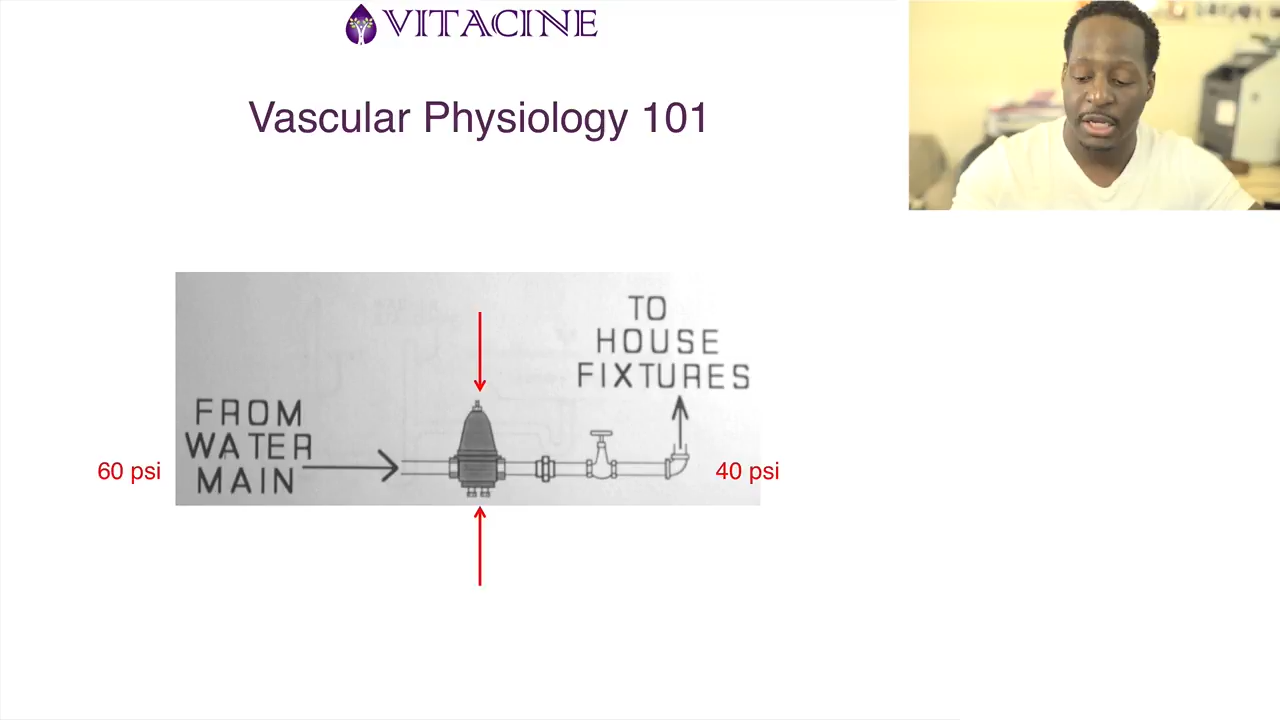 VITACINE
Vascular Physiology 101
TO
HOUSE
FIXTURES
FROM
WATER
MAIN
60 psi
40 psi